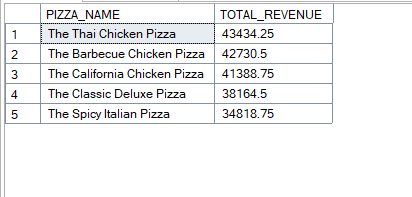 PIZZA_NAME TOTAL_REVENUE
1 The Thai Chicken Pizza 43434.25
2 The Barbecue Chicken Pizza 42730.5
3 The California Chicken Pizza 41388.75
4 The Classic Deluxe Pizza 38164.5
5 The Spicy Italian Pizza 34818.75